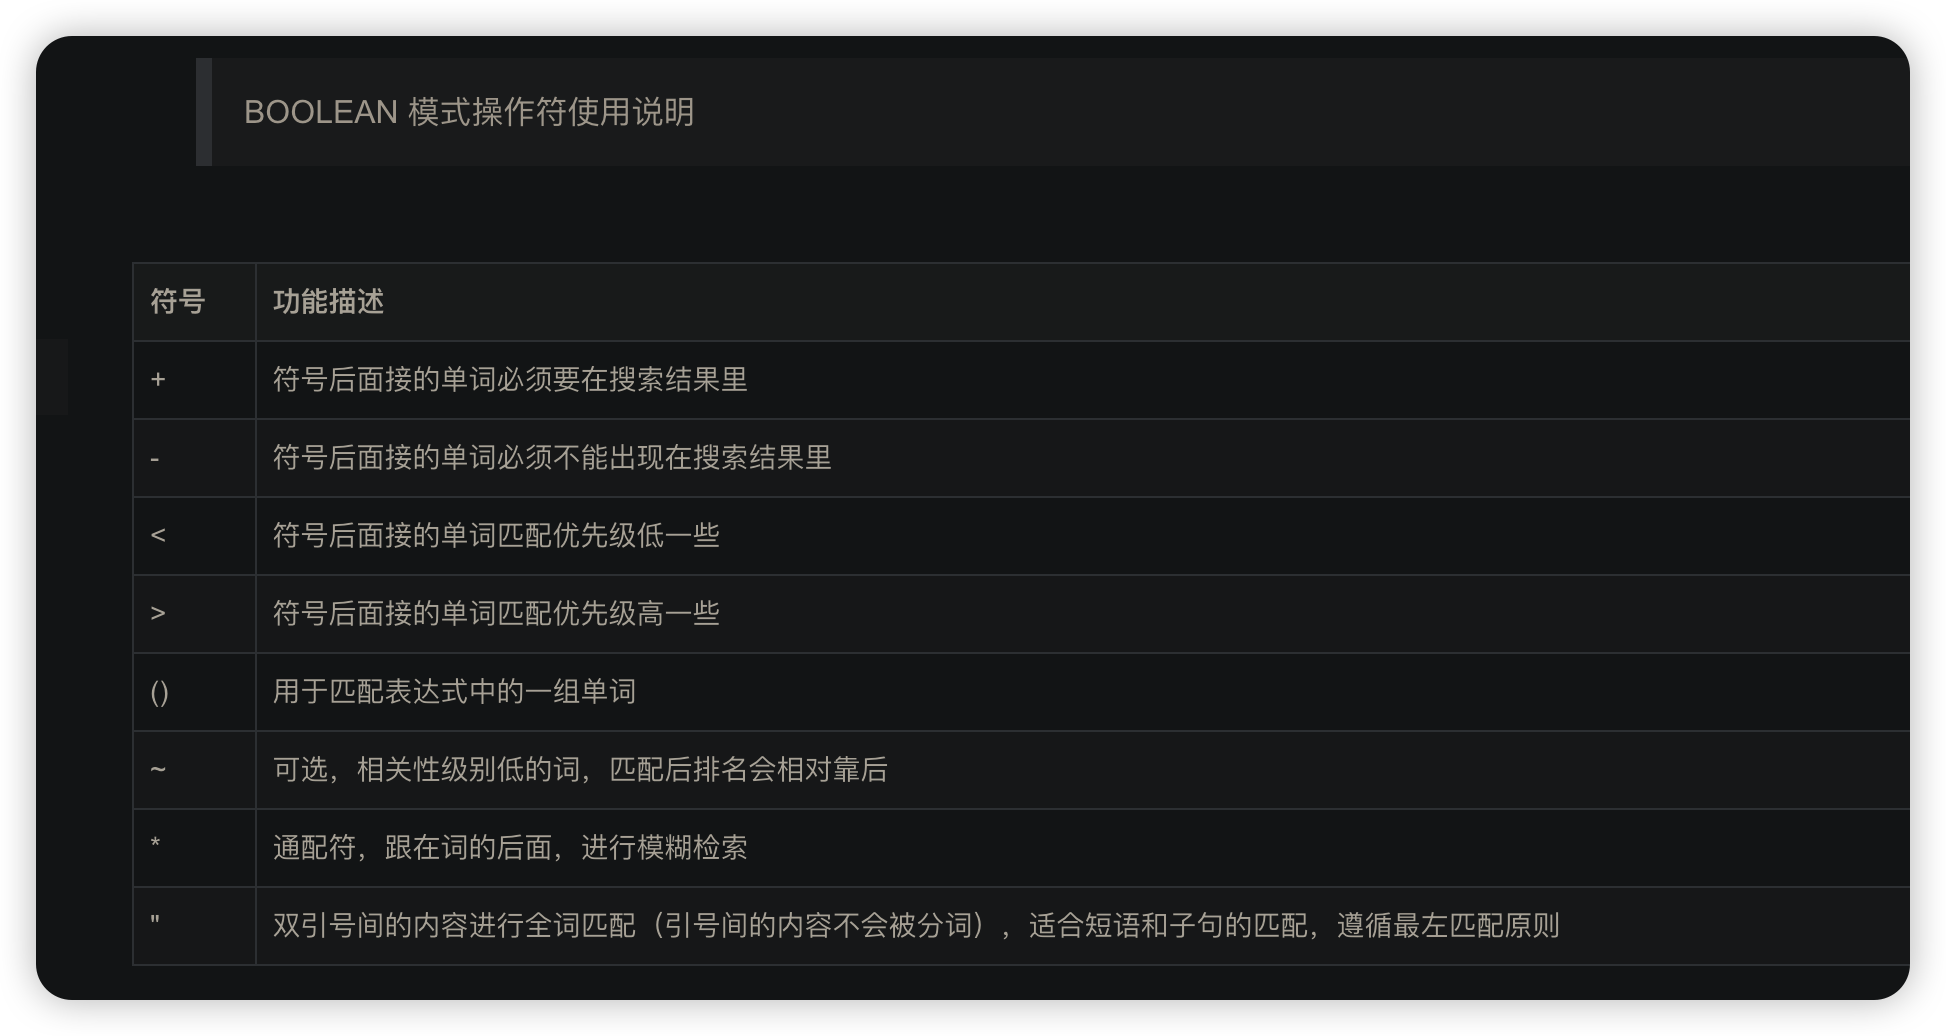 BOOLEAN 模式操作符使用说明
符号 功能描述
+ 符号后面接的单词必须要在搜索结果里
- 符号后面接的单词必须不能出现在搜索结果里
< 符号后面接的单词匹配优先级低一些
> 符号后面接的单词匹配优先级高一些
() 用于匹配表达式中的一组单词
~ 可选，相关性级别低的词，匹配后排名会相对靠后
* 通配符，跟在词的后面，进行模糊检索
" 双引号间的内容进行全词匹配（引号间的内容不会被分词），适合短语和子句的匹配，遵循最左匹配原则